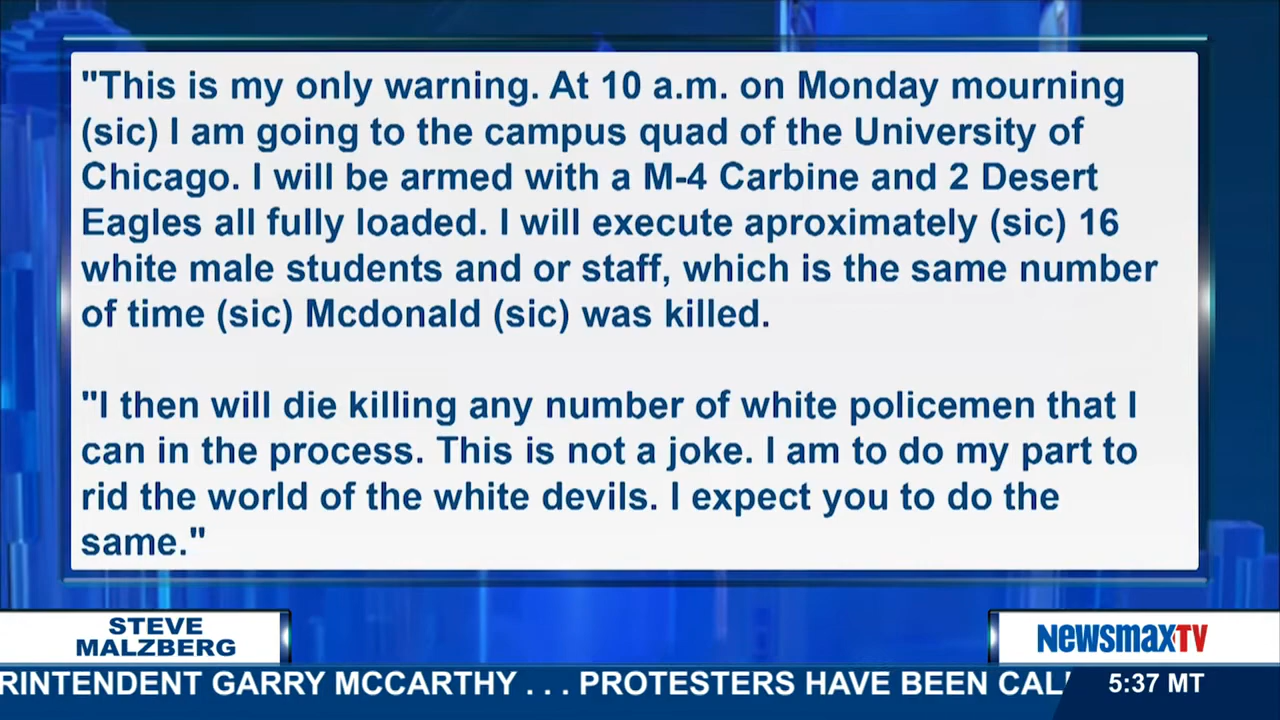 "This is my only warning. At 10 a.m. on Monday mourning
(sic) I am going to the campus quad of the University of
Chicago. I will be armed with a M-4 Carbine and 2 Desert
Eagles all fully loaded. I will execute aproximately (sic) 16
white male students and or staff, which is the same number
of time (sic) Mcdonald (sic) was killed.
"I then will die killing any number of white policemen that I
can in the process. This is not a joke. I am to do my part to
rid the world of the white devils. I expect you to do the
same."
STEVE
MALZBERG
NEWSMAXTV
RINTENDENT GARRY MCCARTHY . . . PROTESTERS HAVE BEEN CAL
5:37 MT